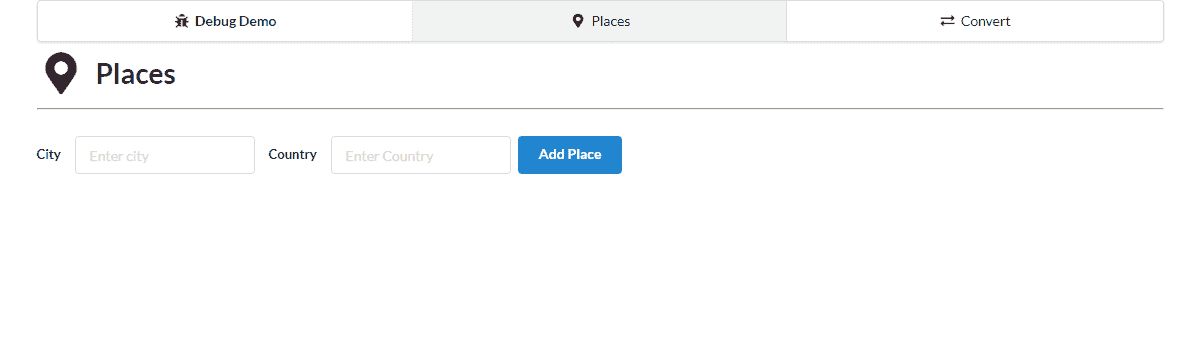 Debug Demo Places Convert
Places
City Enter city Country Enter Country Add Place